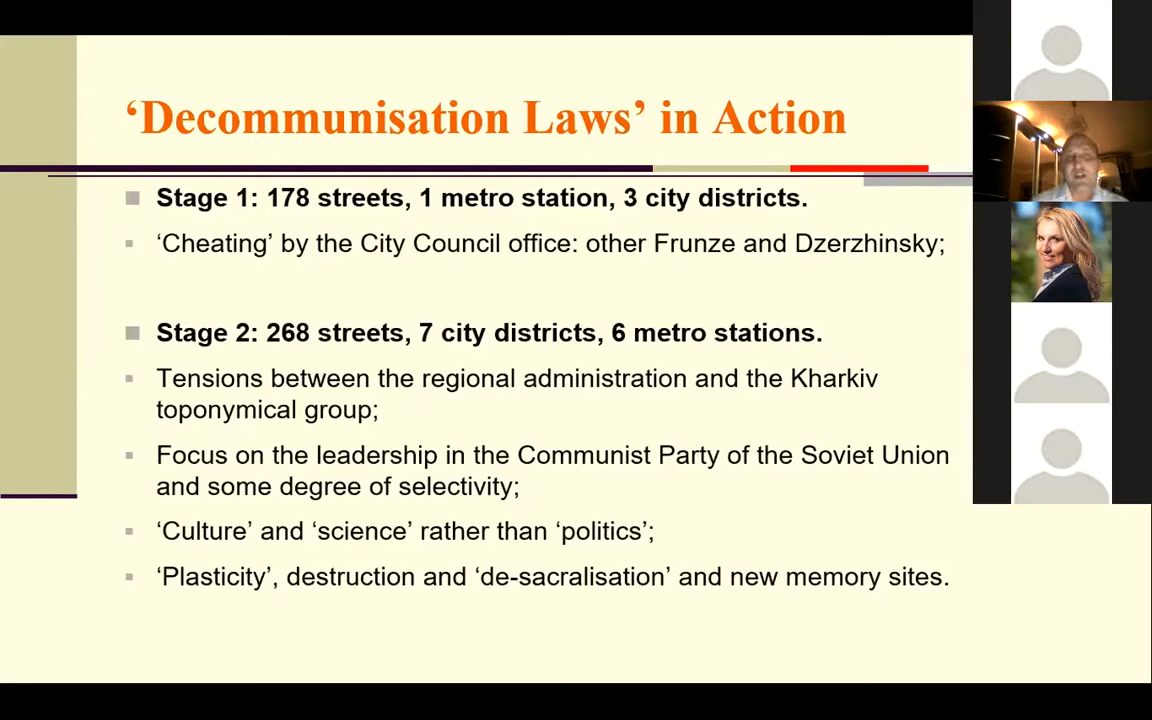 ‘Decommunisation Laws’ in Action
Stage 1: 178 streets, 1 metro station, 3 city districts.
‘Cheating’ by the City Council office: other Frunze and Dzerzhinsky;
Stage 2: 268 streets, 7 city districts, 6 metro stations.
Tensions between the regional administration and the Kharkiv
toponymical group;
Focus on the leadership in the Communist Party of the Soviet Union
and some degree of selectivity;
‘Culture’ and ‘science’ rather than ‘politics’;
‘Plasticity’, destruction and ‘de-sacralisation’ and new memory sites.